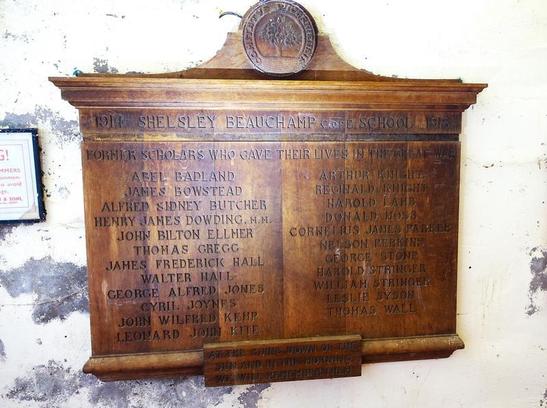 1914 SHELSLEY BEAUCHAMP C OF E SCHOOL 1918
FORMER SCHOLARS WHO GAVE THEIR LIVES IN THE GREAT WAR
ABEL BADLAND
JAMES BOWSTEAD
ALFRED SIDNEY BUTCHER
HENRY JAMES DOWDING. M.M.
JOHN BILTON ELLMER
THOMAS GREGG
JAMES FREDERICK HALL
WALTER HALL
GEORGE ALFRED JONES
CYRIL JOYNES
JOHN WILFRED KEHR
LEONARD JOHN KITE
ARTHUR KNIGHT
REGINALD KNIGHT
HAROLD LAMB
DONALD MOSS
CORNELIUS JAMES PARKER
NELSON PERKINS
GEORGE STONE
HAROLD STRINGER
WILLIAM STRINGER
LESLIE TYSON
THOMAS WALL
AT THE GOING DOWN OF THE
SUN AND IN THE MORNING
WE WILL REMEMBER THEM
G!